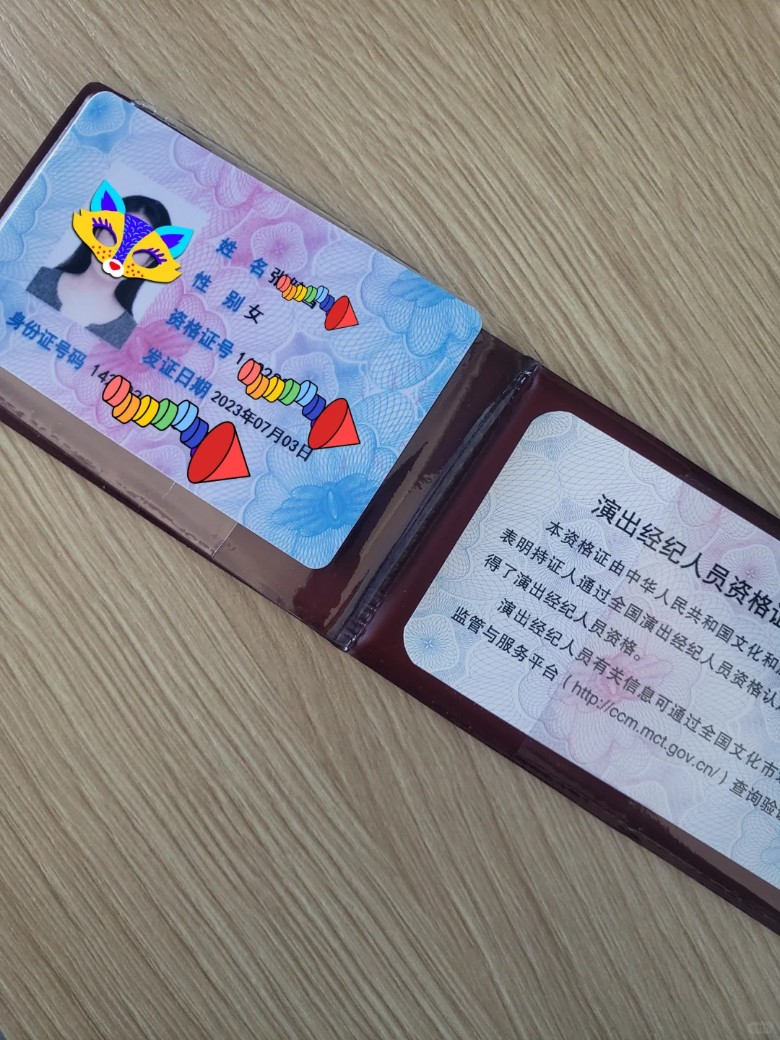 姓 名 张
性 别 女
资格证号 1
发证日期 2023年07月03日
身份证号码 14
演出经纪人员资格证
本资格证由中华人民共和国文化和
表明持证人通过全国演出经纪人员资格认
得了演出经纪人员资格。
演出经纪人员有关信息可通过全国文化市
监管与服务平台（http://ccm.mct.gov.cn/）查询验